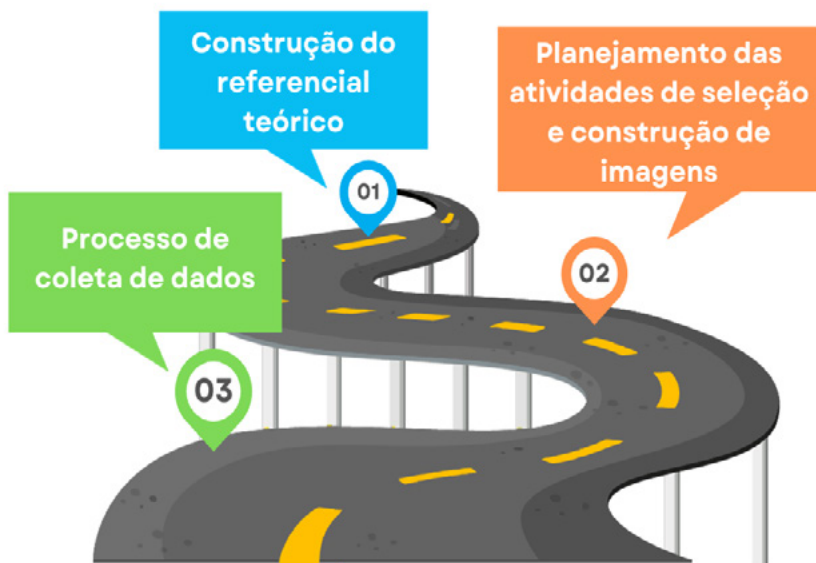 Construção do
referencial
teórico
01
Planejamento das
atividades de seleção
e construção de
imagens
02
Processo de
coleta de dados
03